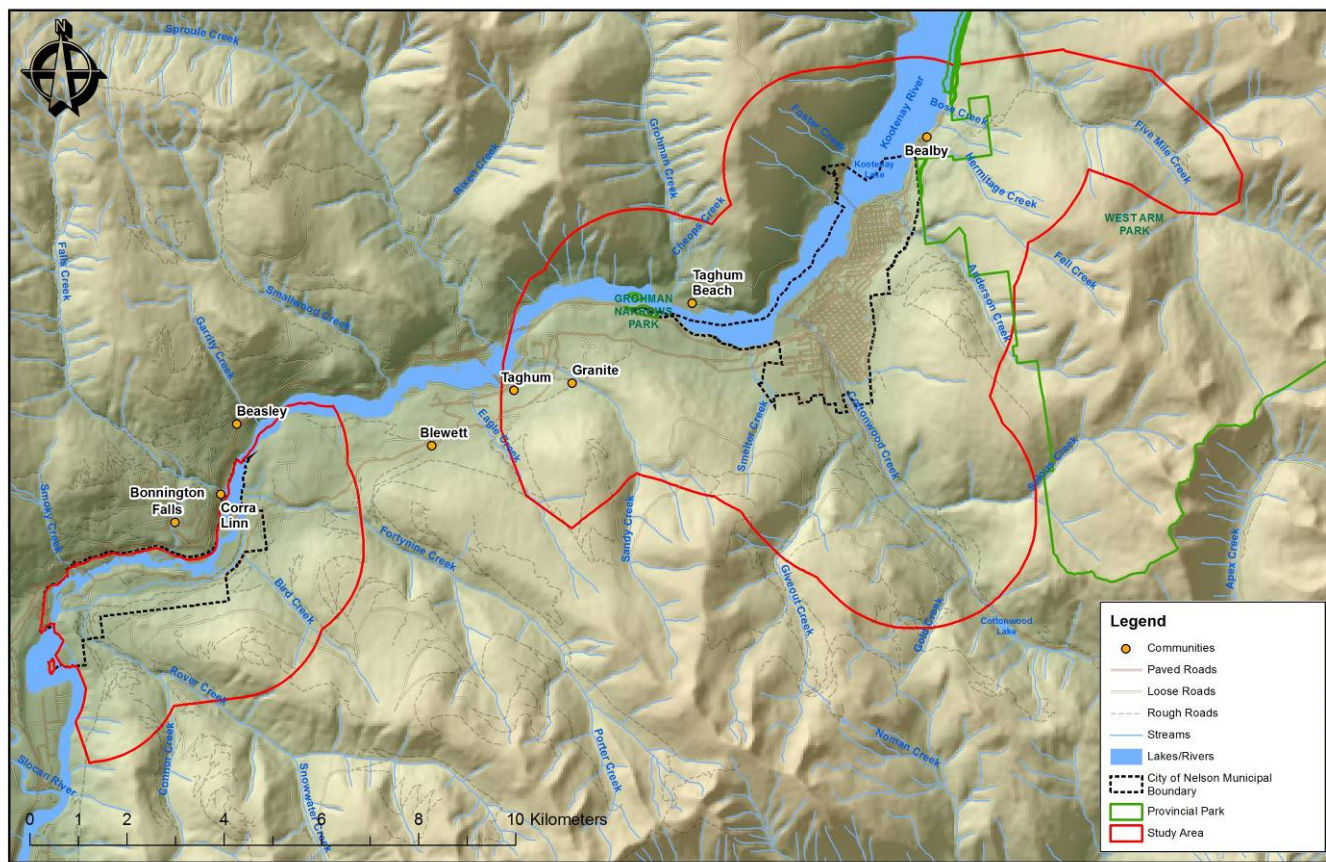 N
Sproule Creek
Grohman Creek
Foster Creek
Kootenay River
Bose Creek
Five Mile Creek
Bealby
Kootenay
Lake
Hermitage Creek
Rixen Creek
Cheops Creek
WEST ARM
PARK
Falls Creek
Fell Creek
Anderson Creek
Smallwood Creek
Taghum
Beach
GROHMAN
NARROWS
PARK
Garrity Creek
Taghum
Granite
Beasley
Eagle Creek
Blewett
Smelter Creek
Cottonwood Creek
Selous Creek
Bonnington
Falls
Corra
Linn
Smoky Creek
Sandy Creek
Fortynine Creek
Apex Creek
Bird Creek
Giveout Creek
Gold Creek
Cottonwood
Lake
Rover Creek
Connor Creek
Porter Creek
Noman Creek
Slocan River
Snowwater Creek
0 2 4 6 8 10 Kilometers
Legend
Communities
Paved Roads
Loose Roads
Rough Roads
Streams
Lakes/Rivers
City of Nelson Municipal
Boundary
Provincial Park
Study Area